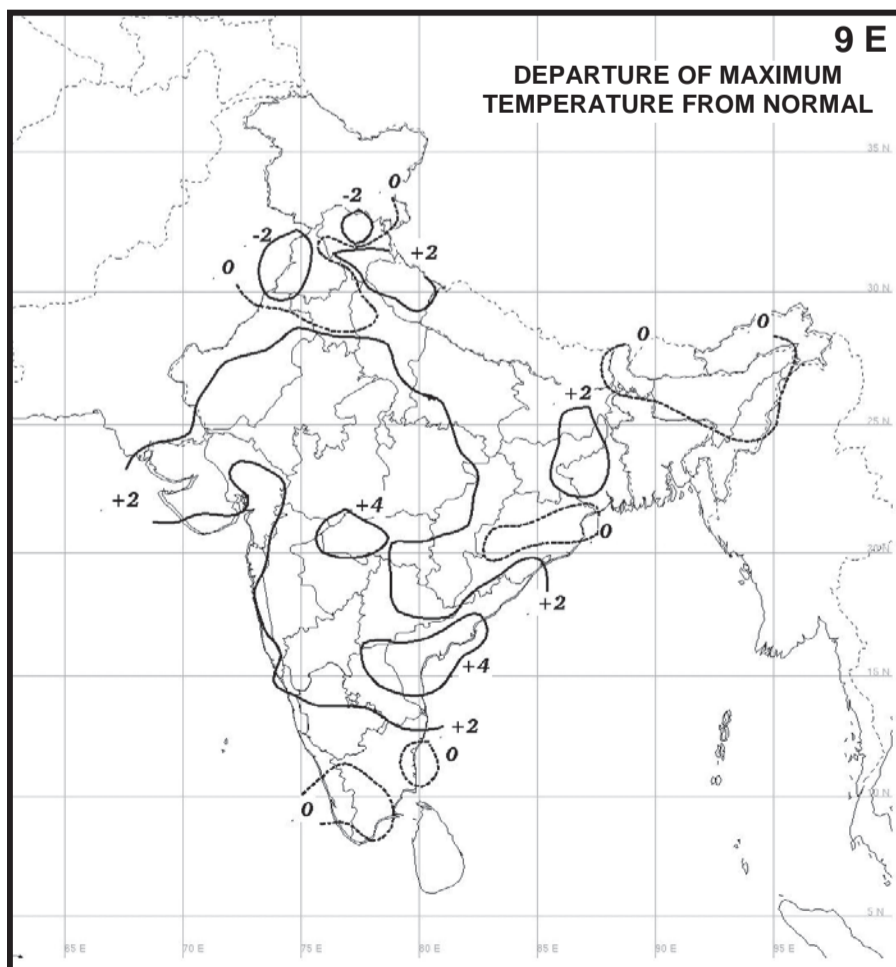 9 E
DEPARTURE OF MAXIMUM
TEMPERATURE FROM NORMAL
35 N
0
-2
-2
+2
0
30 N
0
0
+2
25 N
+2
+4
0
20 N
+2
+4
15 N
+2
0
10 N
0
5 N
65 E 70 E 75 E 80 E 85 E 90 E 95 E